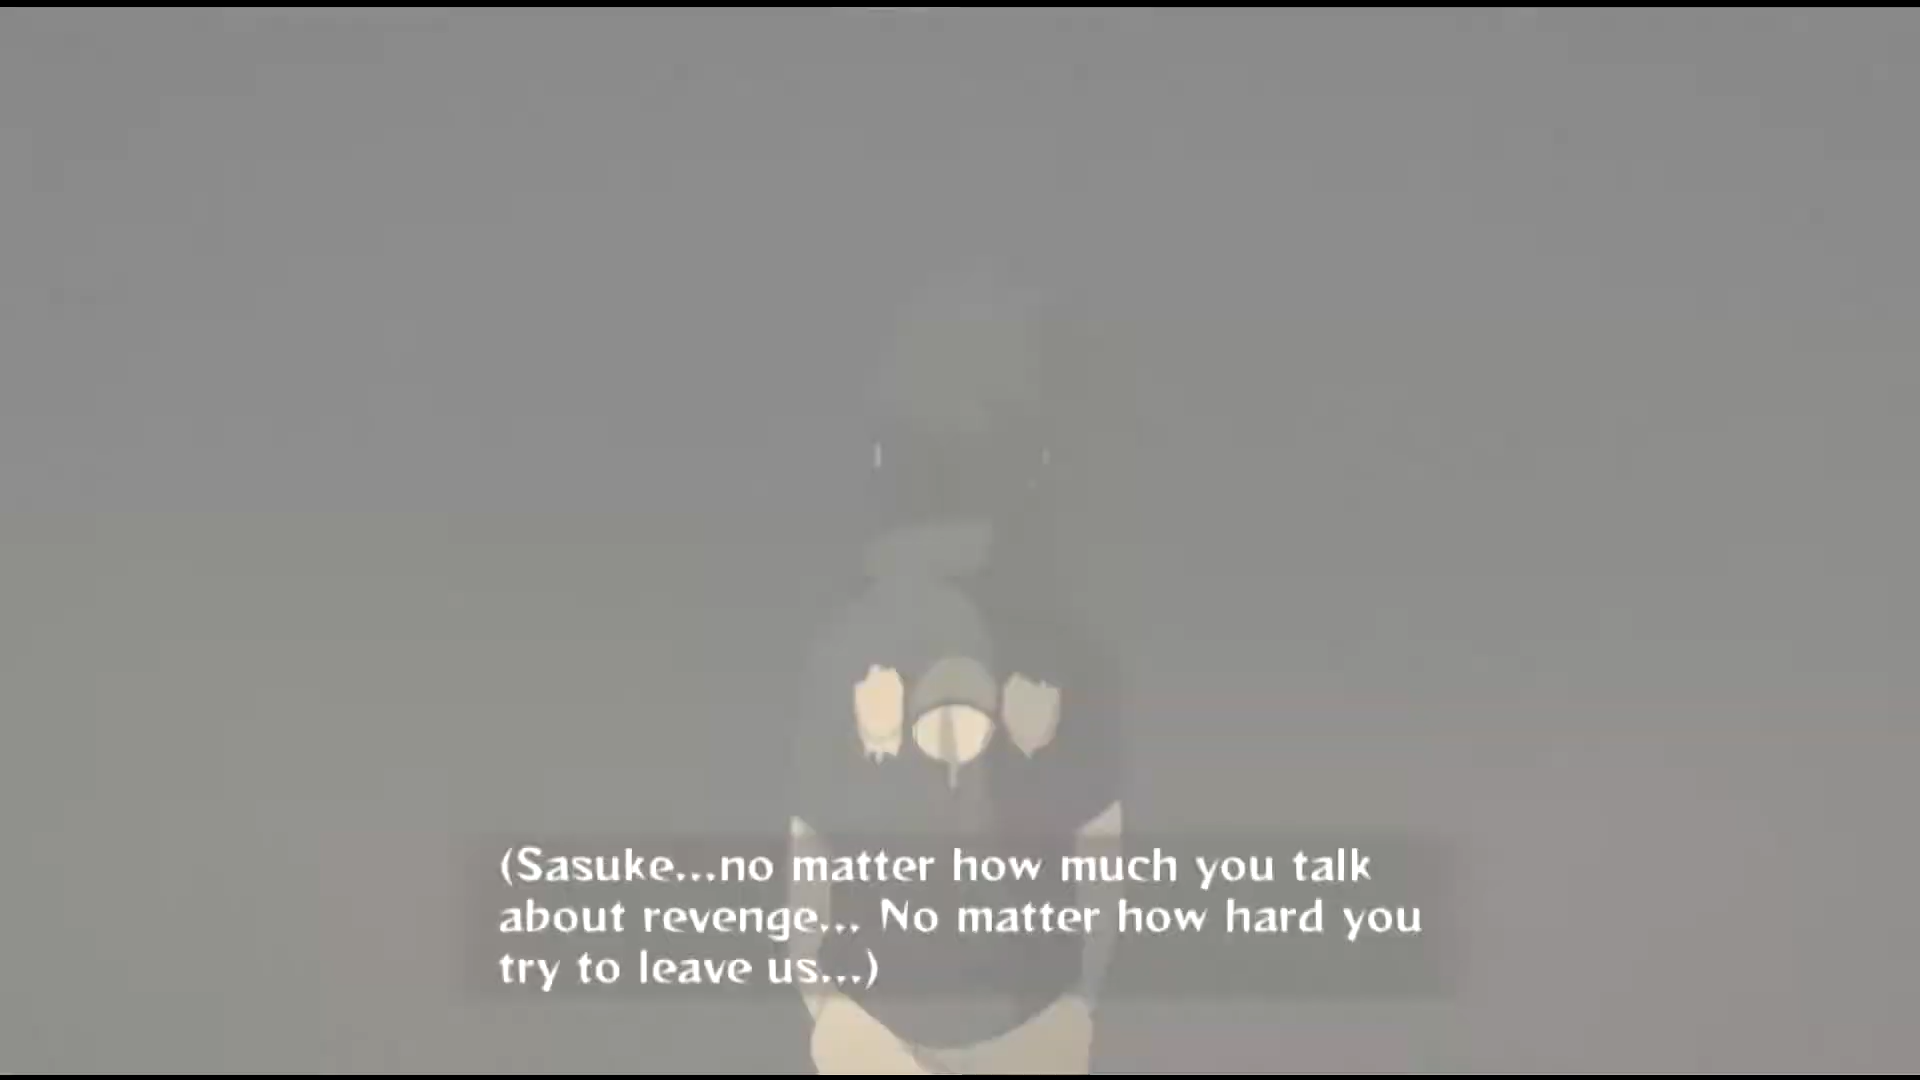 (Sasuke...no matter how much you talk
about revenge... No matter how hard you
try to leave us...)